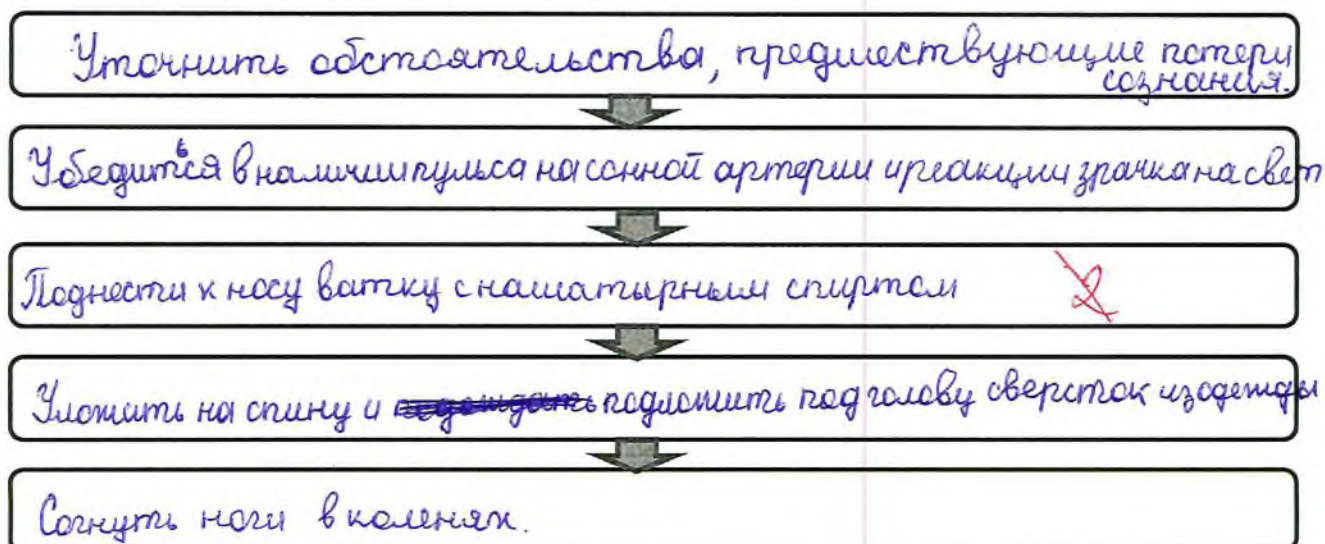 Уточнить обстоятельства, предшествующие потери
сознания.
Убедиться в наличии пульса на сонной артерии и реакции зрачка на свет
Поднести к носу ватку с нашатырным спиртом
Уложить на спину и подложить под голову сверсток из одежды
Согнуть ноги в коленях.